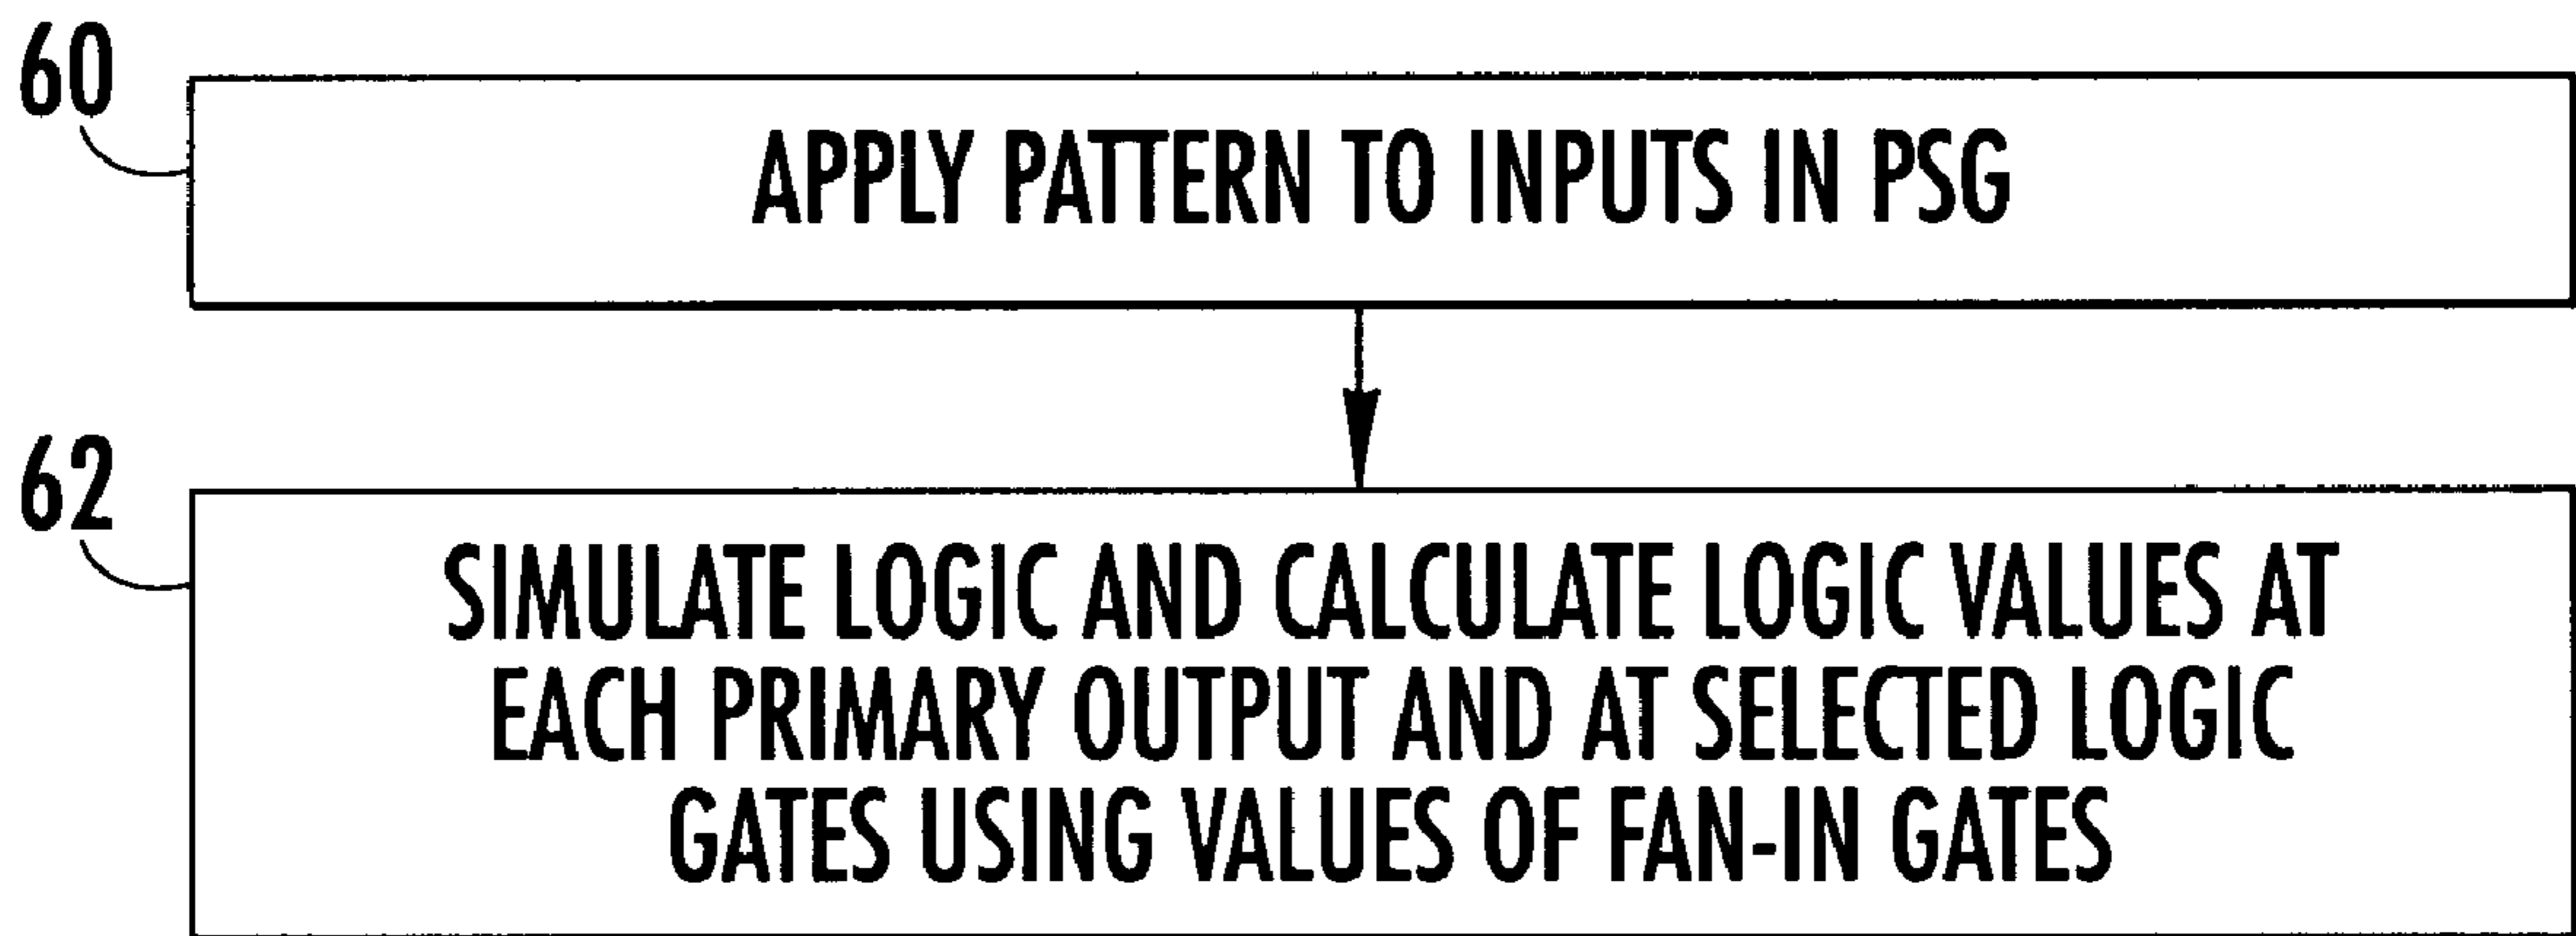 60
APPLY PATTERN TO INPUTS IN PSG
62
SIMULATE LOGIC AND CALCULATE LOGIC VALUES AT
EACH PRIMARY OUTPUT AND AT SELECTED LOGIC
GATES USING VALUES OF FAN-IN GATES